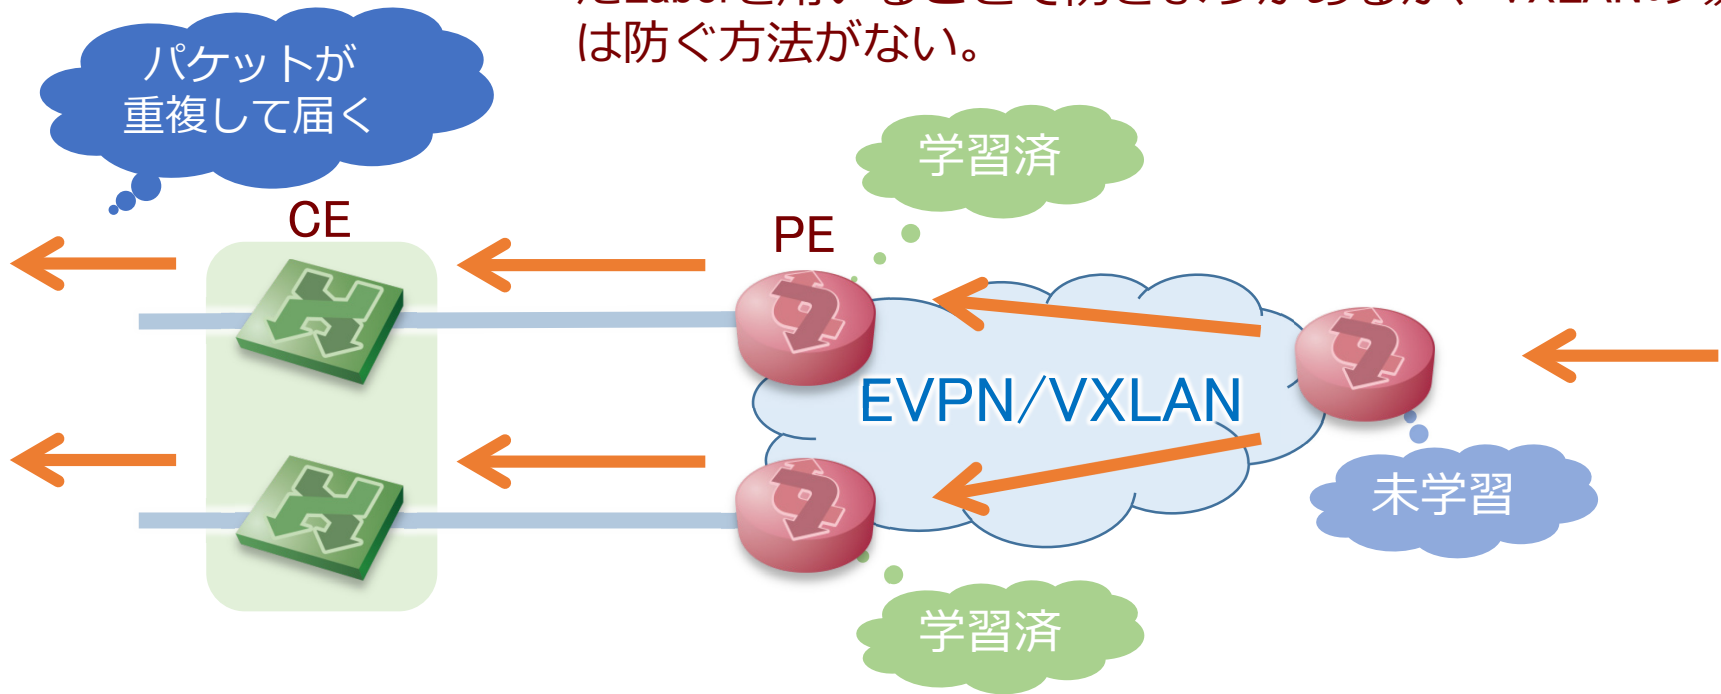 は防ぐ方法がない。
パケットが
重複して届く
学習済
CE
PE
EVPN/VXLAN
未学習
学習済